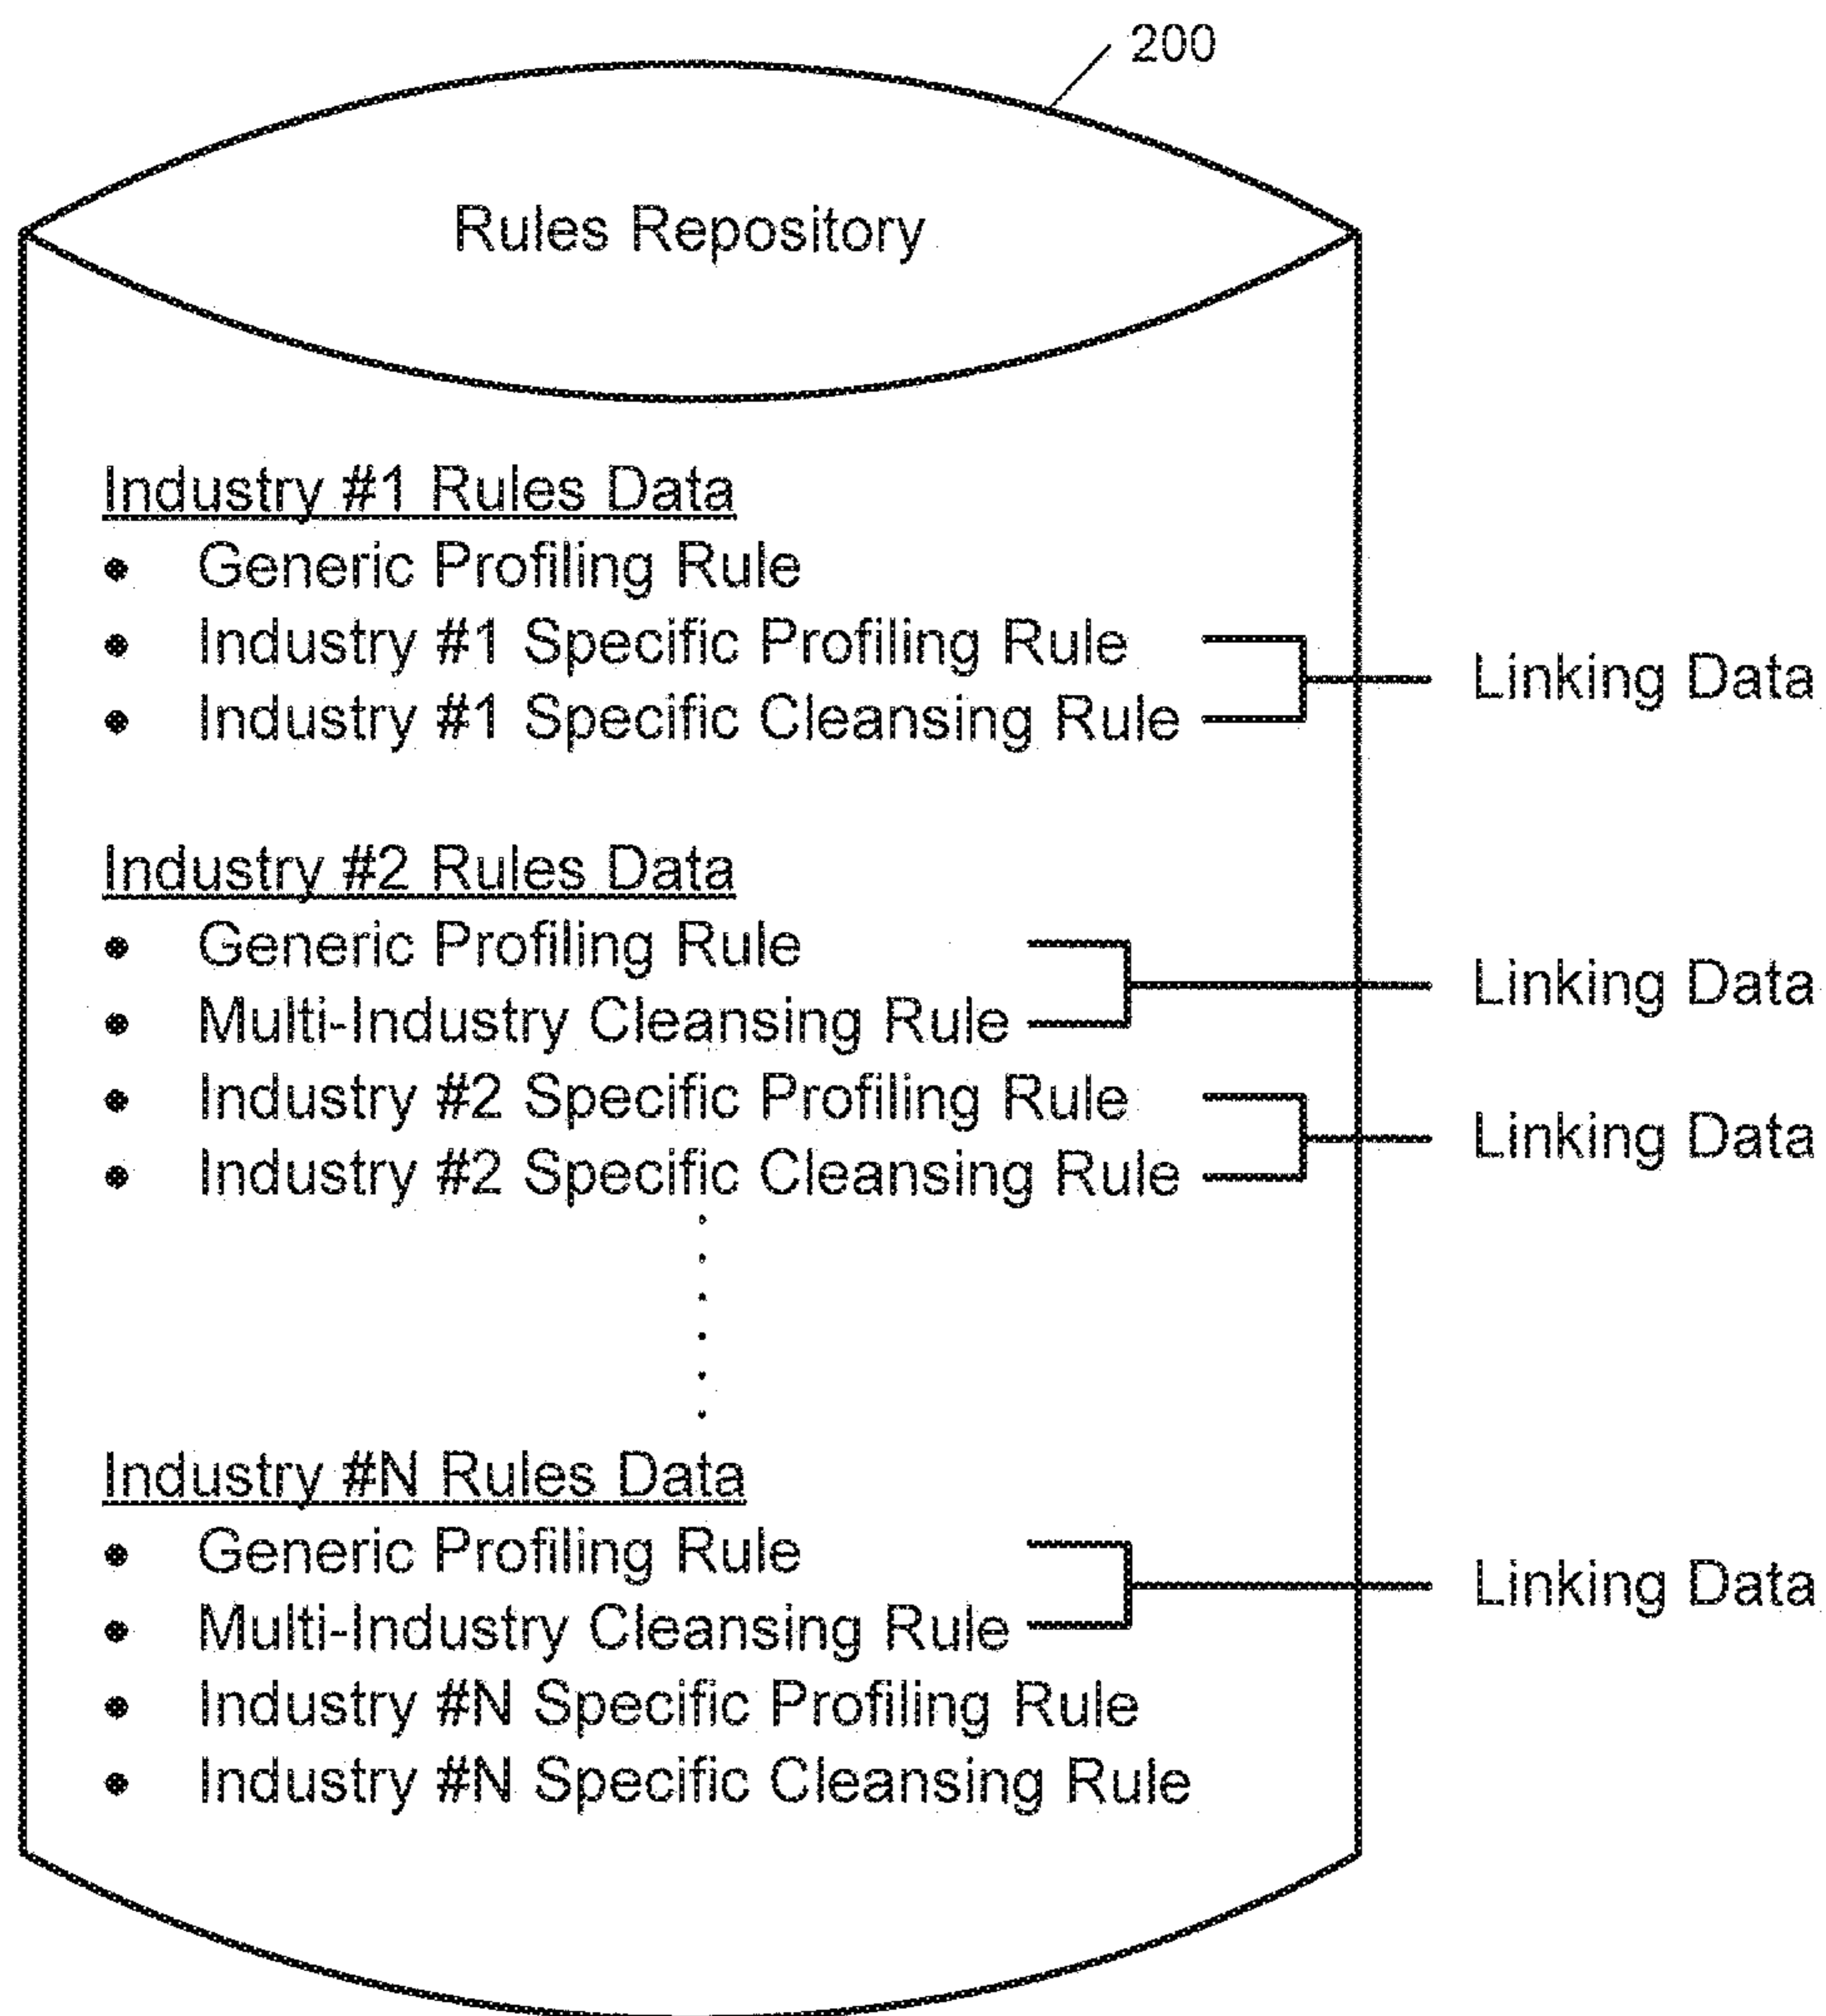 200
Rules Repository
Industry #1 Rules Data
• Generic Profiling Rule
• Industry #1 Specific Profiling Rule
• Industry #1 Specific Cleansing Rule
Linking Data
Industry #2 Rules Data
• Generic Profiling Rule
• Multi-Industry Cleansing Rule
Linking Data
• Industry #2 Specific Profiling Rule
• Industry #2 Specific Cleansing Rule
Linking Data
Industry #N Rules Data
• Generic Profiling Rule
• Multi-Industry Cleansing Rule
Linking Data
• Industry #N Specific Profiling Rule
• Industry #N Specific Cleansing Rule